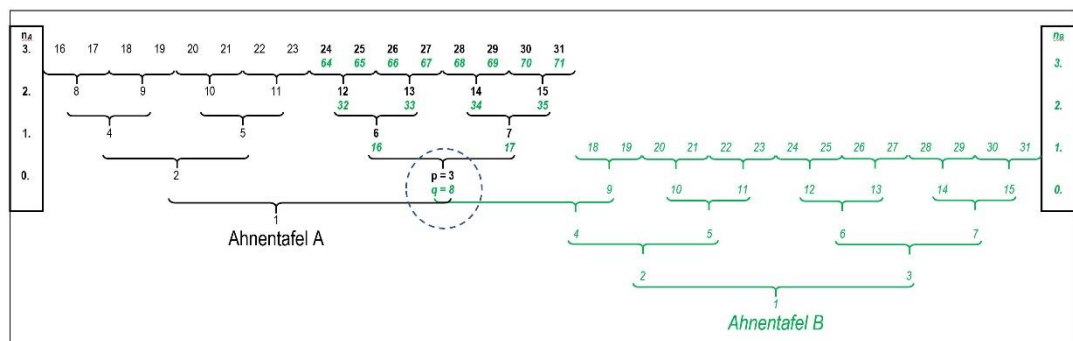 n_A n_B
3. 16 17 18 19 20 21 22 23 24 25 26 27 28 29 30 31
64 65 66 67 68 69 70 71 3.
2. 8 9 10 11 12 13 14 15
32 33 34 35 2.
1. 4 5 6 7
16 17 18 19 20 21 22 23 24 25 26 27 28 29 30 31 1.
0. 2 p = 3
q = 8 9 10 11 12 13 14 15 0.
1
Ahnentafel A 4 5 6 7
2 3
1
Ahnentafel B